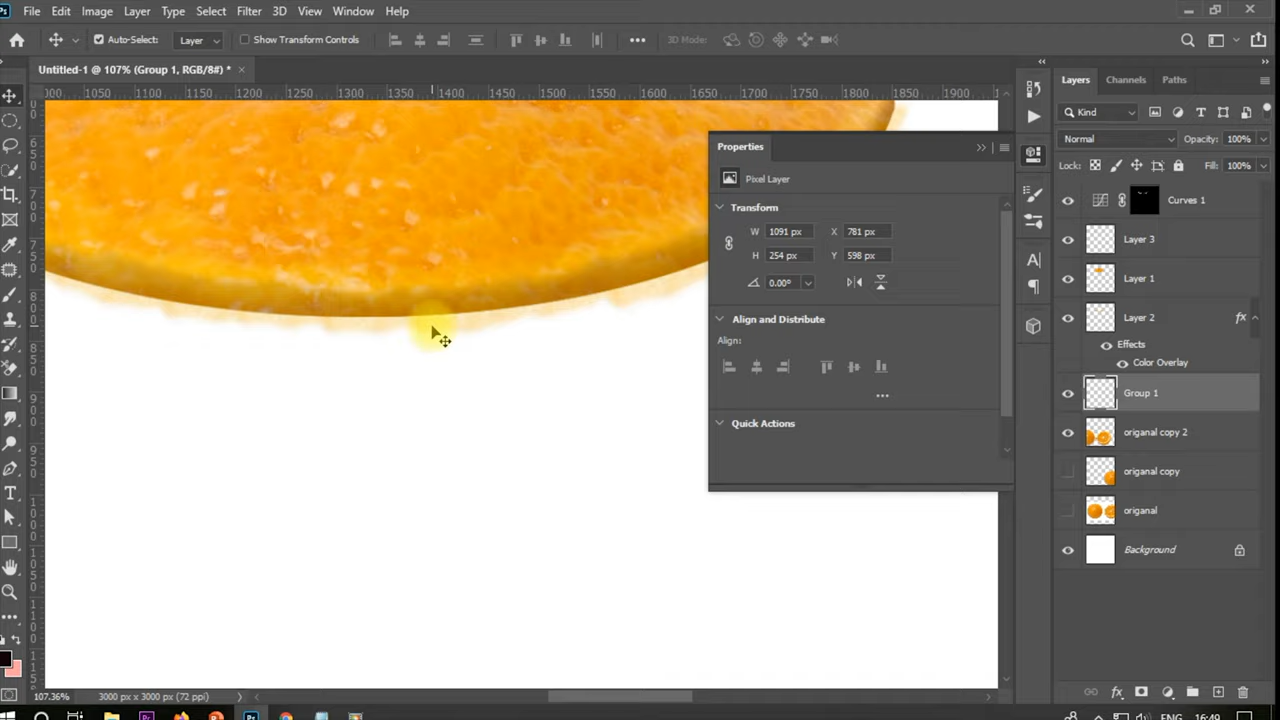 File Edit Image Layer Type Select Filter 3D View Window Help
Auto-Select: Layer Show Transform Controls 3D Mode:
Untitled-1 @ 107% (Group 1, RGB/8#) * ×
1050 1100 1150 1200 1250 1300 1350 1400 1450 1500 1550 1600 1650 1700 1750 1800 1850 1900
Layers Channels Paths
Kind
Normal Opacity: 100%
Lock: Fill: 100%
Curves 1
Layer 3
Layer 1
Layer 2 fx
Effects
Color Overlay
Group 1
origanal copy 2
origanal copy
origanal
Background
Properties
Pixel Layer
Transform
W 1091 px X 781 px
H 254 px Y 598 px
0.00°
Align and Distribute
Align:
Quick Actions
107.36% 3000 px x 3000 px (72 ppi)
ENG 16:49